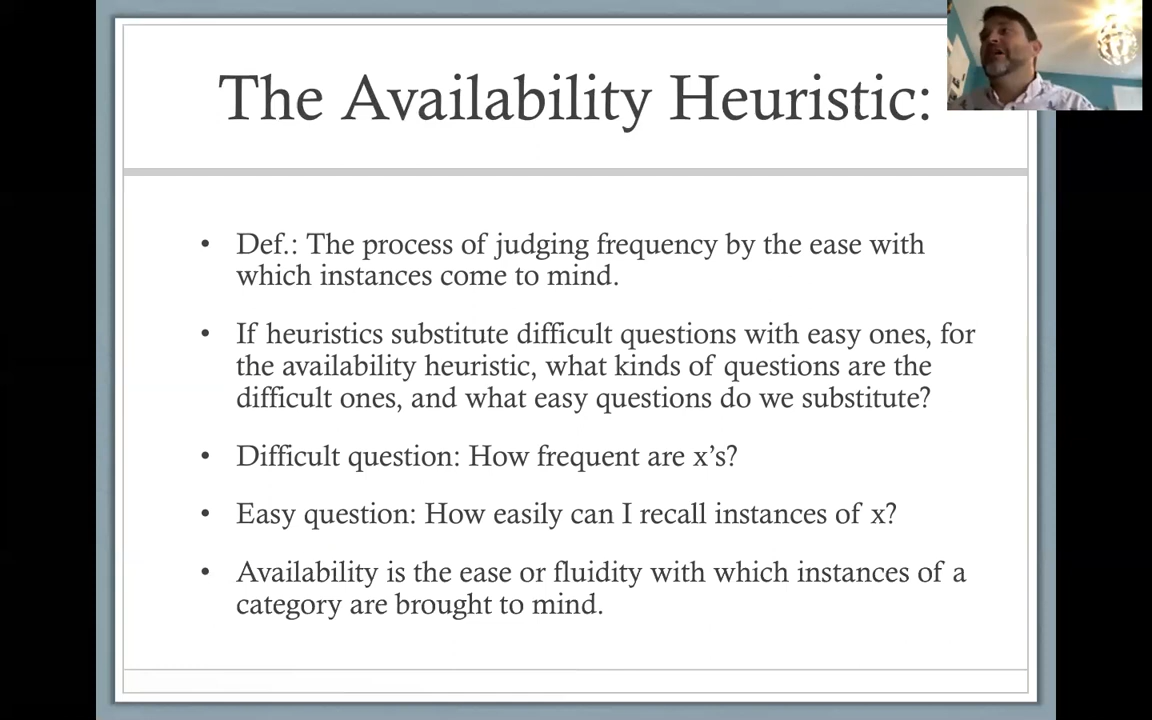 The Availability Heuristic:
• Def.: The process of judging frequency by the ease with
which instances come to mind.
• If heuristics substitute difficult questions with easy ones, for
the availability heuristic, what kinds of questions are the
difficult ones, and what easy questions do we substitute?
• Difficult question: How frequent are x’s?
• Easy question: How easily can I recall instances of x?
• Availability is the ease or fluidity with which instances of a
category are brought to mind.